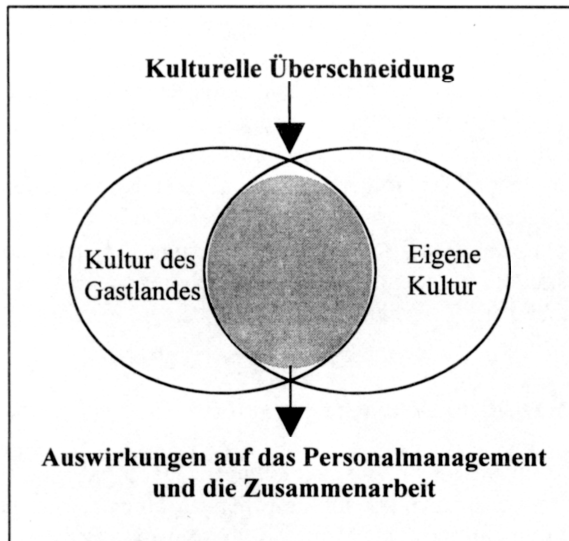 Kulturelle Überschneidung
Kultur des
Gastlandes
Eigene
Kultur
Auswirkungen auf das Personalmanagement
und die Zusammenarbeit